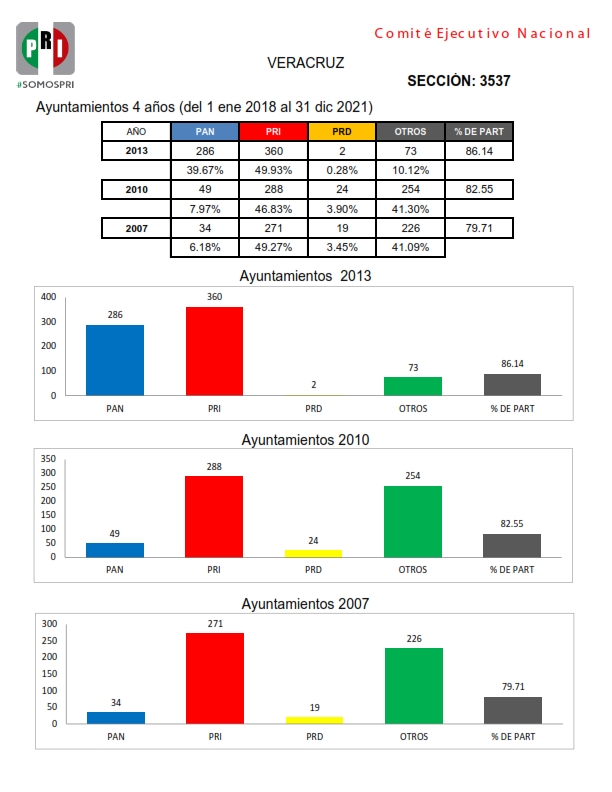 Comité Ejecutivo Nacional
PRI
#SOMOSPRI
VERACRUZ
SECCIÓN: 3537
Ayuntamientos 4 años (del 1 ene 2018 al 31 dic 2021)
AÑO PAN PRI PRD OTROS % DE PART
2013 286 360 2 73 86.14
39.67% 49.93% 0.28% 10.12%
2010 49 288 24 254 82.55
7.97% 46.83% 3.90% 41.30%
2007 34 271 19 226 79.71
6.18% 49.27% 3.45% 41.09%
Ayuntamientos 2013
400
300
200
100
0
286 360 2 73 86.14
PAN PRI PRD OTROS % DE PART
Ayuntamientos 2010
350
300
250
200
150
100
50
0
49 288 24 254 82.55
PAN PRI PRD OTROS % DE PART
Ayuntamientos 2007
300
250
200
150
100
50
0
34 271 19 226 79.71
PAN PRI PRD OTROS % DE PART